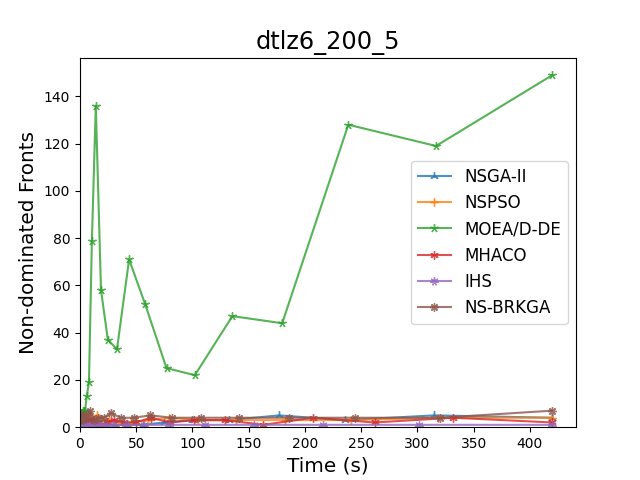 dtlz6_200_5
Non-dominated Fronts
140
120
100
80
60
40
20
0
NSGA-II
NSPSO
MOEA/D-DE
MHACO
IHS
NS-BRKGA
0 50 100 150 200 250 300 350 400
Time (s)